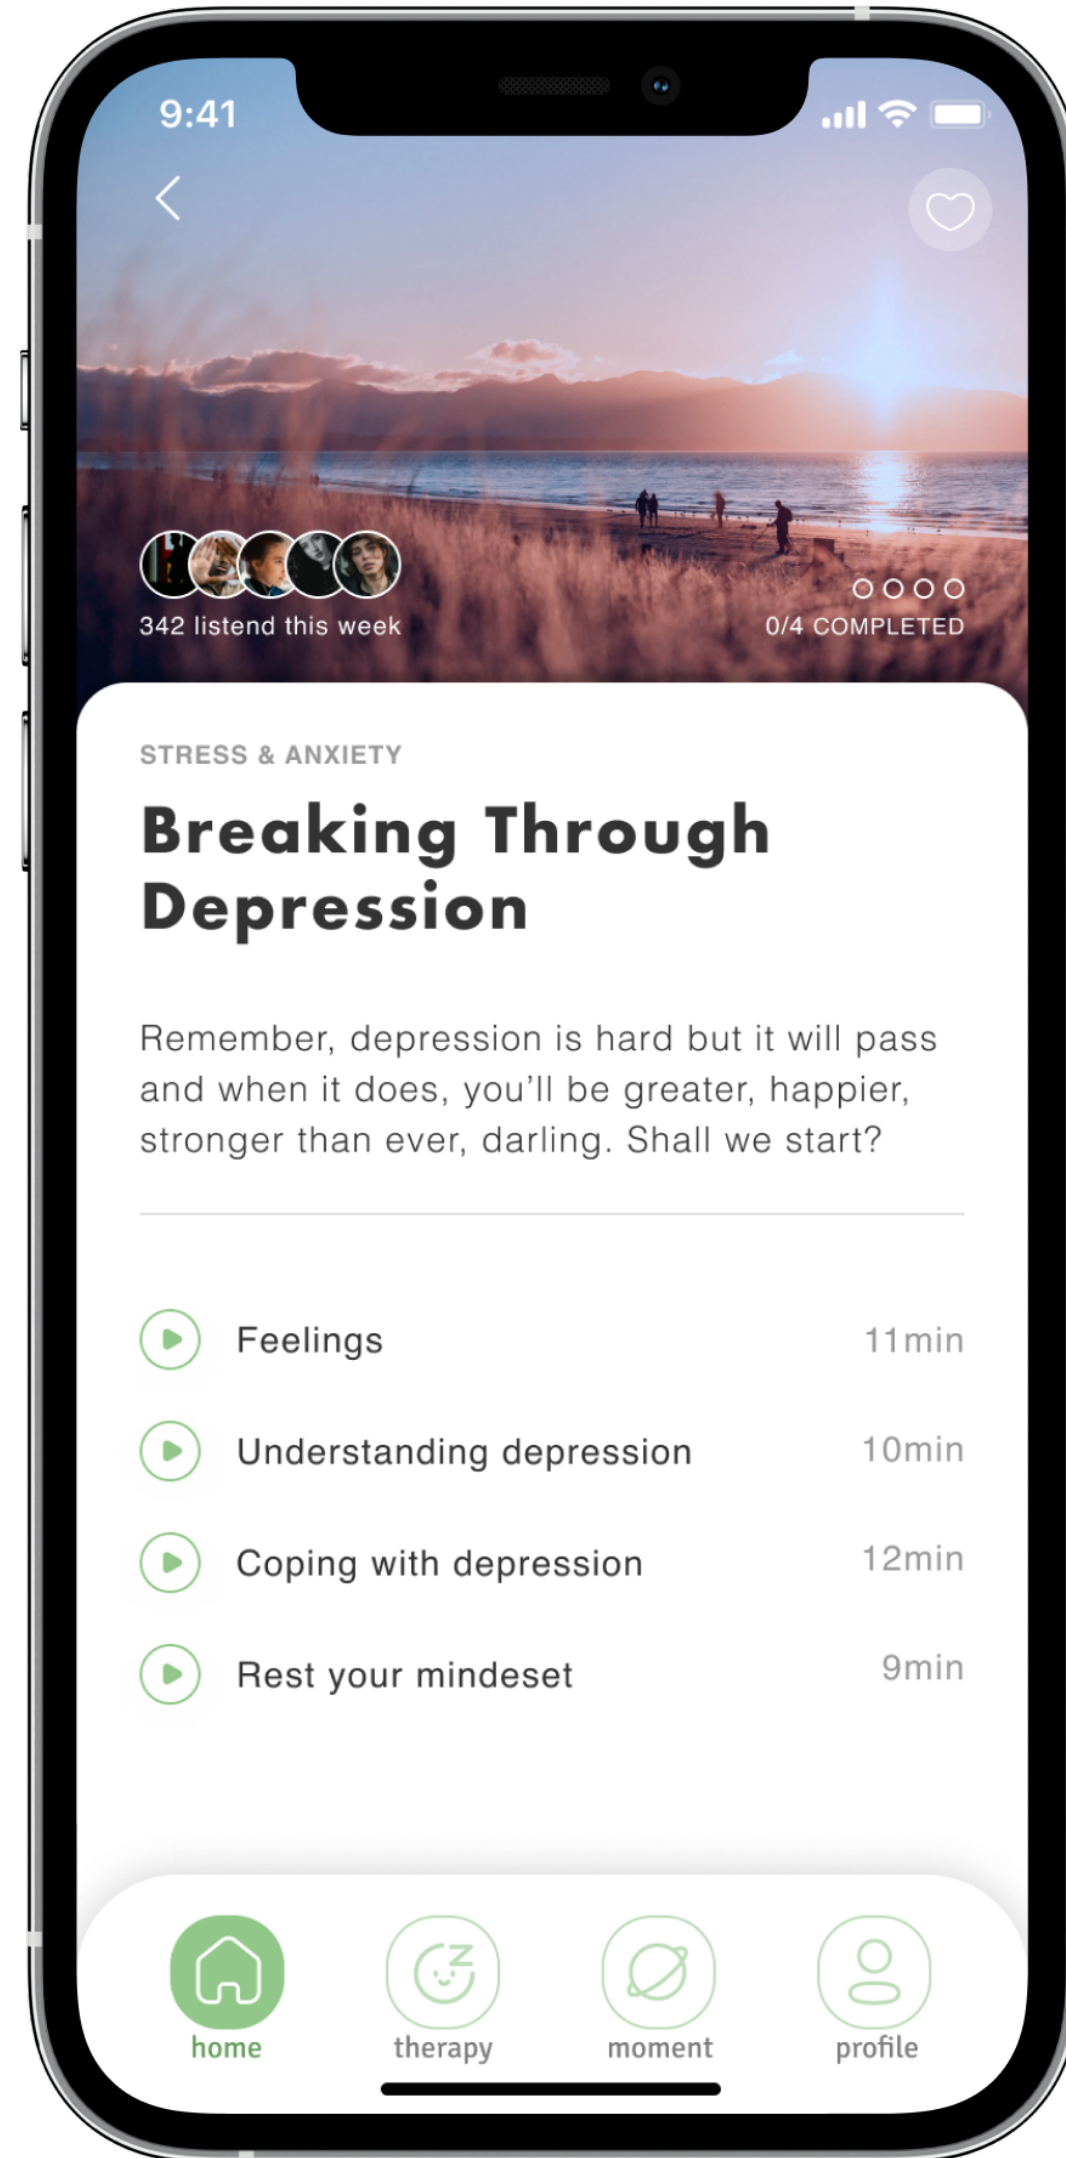 9:41
342 listend this week
0/4 COMPLETED
STRESS & ANXIETY
Breaking Through
Depression
Remember, depression is hard but it will pass
and when it does, you’ll be greater, happier,
stronger than ever, darling. Shall we start?
Feelings 11min
Understanding depression 10min
Coping with depression 12min
Rest your mindeset 9min
home therapy moment profile